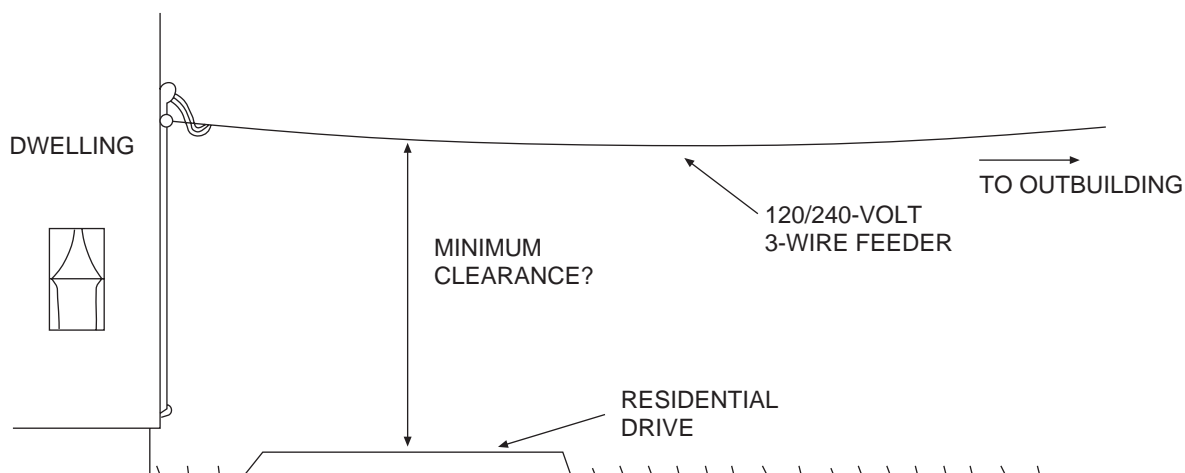 DWELLING
TO OUTBUILDING
120/240-VOLT
3-WIRE FEEDER
MINIMUM
CLEARANCE?
RESIDENTIAL
DRIVE